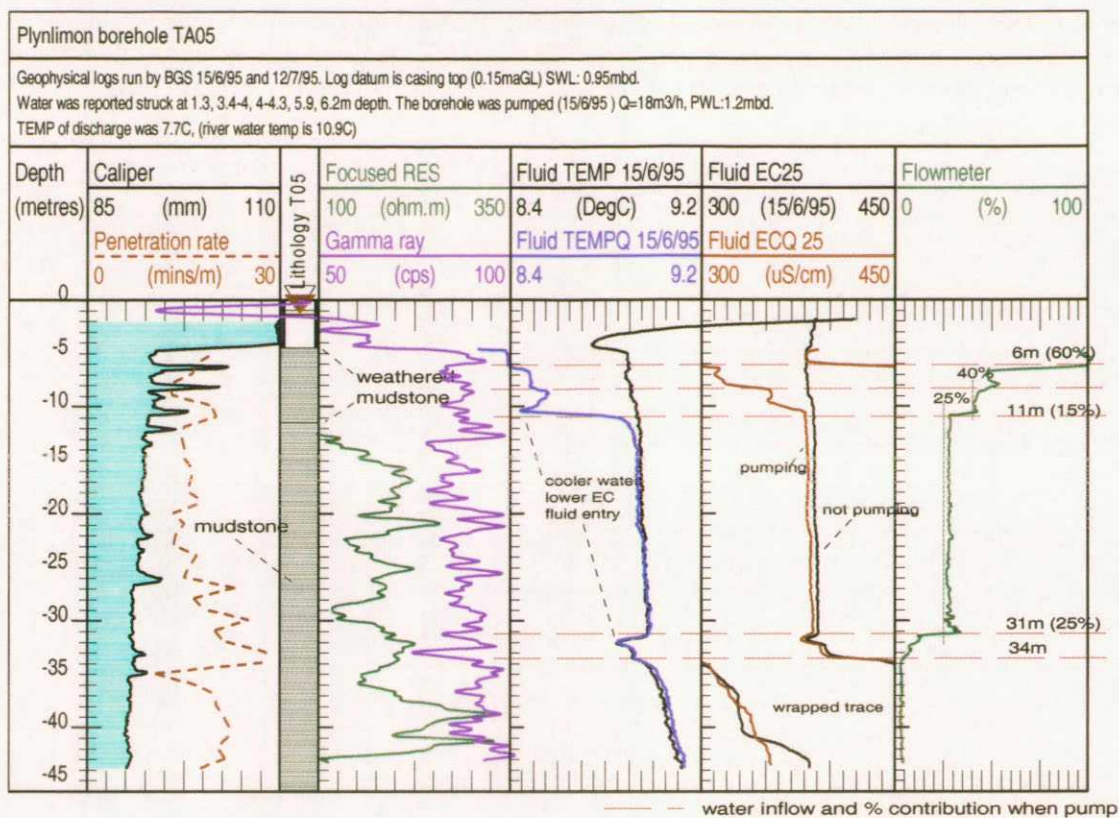 Plynlimon borehole TA05
Geophysical logs run by BGS 15/6/95 and 12/7/95. Log datum is casing top (0.15maGL) SWL: 0.95mbd.
Water was reported struck at 1.3, 3.4-4, 4-4.3, 5.9, 6.2m depth. The borehole was pumped (15/6/95 ) Q=18m3/h, PWL:1.2mbd.
TEMP of discharge was 7.7C, (river water temp is 10.9C)
Depth Caliper Lithology T05 Focused RES Fluid TEMP 15/6/95 Fluid EC25 Flowmeter
(metres) 85 (mm) 110 100 (ohm.m) 350 8.4 (DegC) 9.2 300 (15/6/95) 450 0 (%) 100
Penetration rate Gamma ray Fluid TEMPQ 15/6/95 Fluid ECQ 25
0 (mins/m) 30 50 (cps) 100 8.4 9.2 300 (uS/cm) 450
0
-5
6m (60%)
weathered
40%
mudstone
25%
-10
11m (15%)
-15
pumping
cooler water
lower EC
fluid entry
-20
not pumping
mudstone
-25
-30
31m (25%)
34m
-35
wrapped trace
-40
-45
water inflow and % contribution when pump